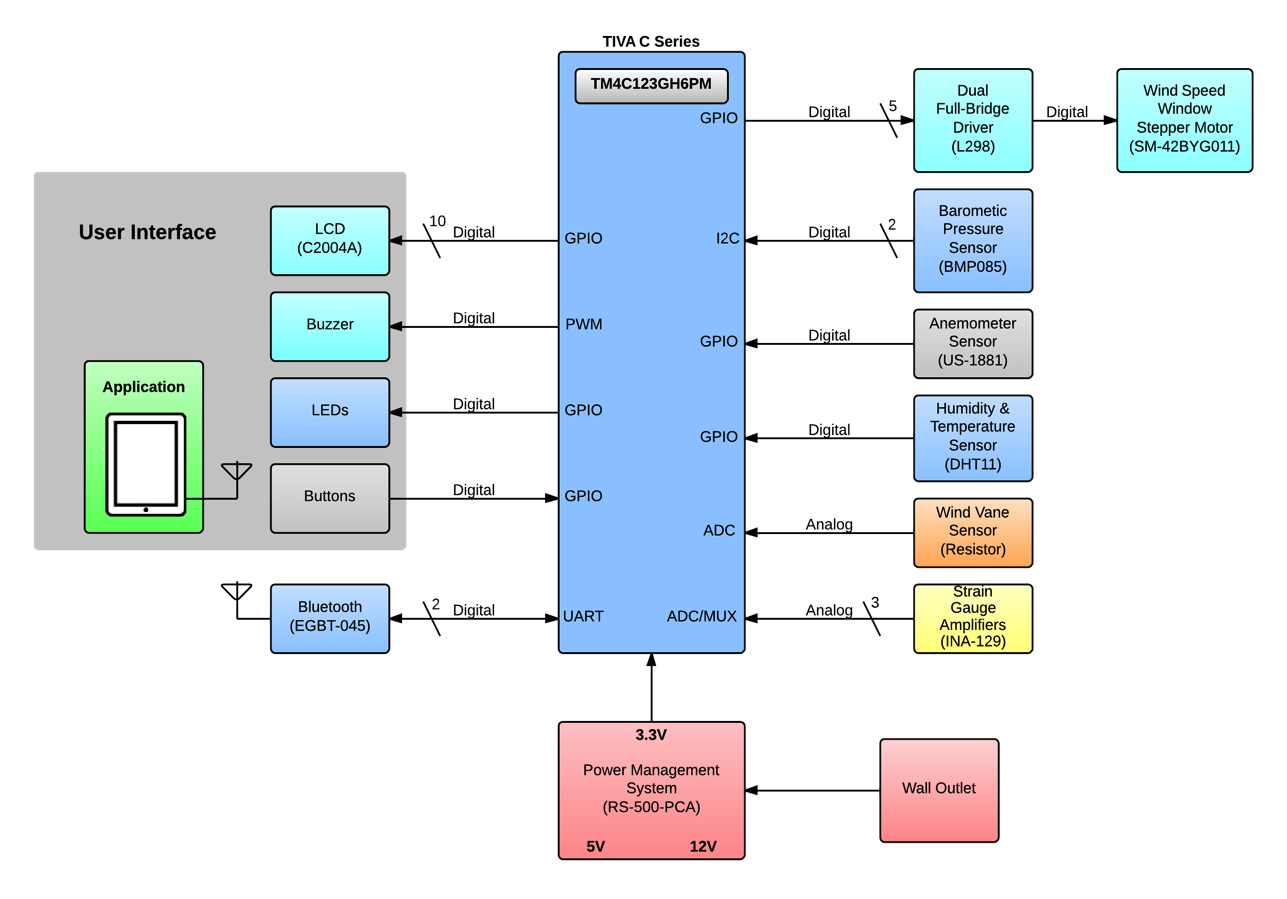 TIVA C Series
TM4C123GH6PM
GPIO
Digital
5
Dual
Full-Bridge
Driver
(L298)
Digital
Wind Speed
Window
Stepper Motor
(SM-42BYG011)
User Interface
LCD
(C2004A)
10
Digital
GPIO
I2C
Digital
2
Barometic
Pressure
Sensor
(BMP085)
Buzzer
Digital
PWM
GPIO
Digital
Anemometer
Sensor
(US-1881)
Application
LEDs
Digital
GPIO
GPIO
Digital
Humidity &
Temperature
Sensor
(DHT11)
Buttons
Digital
GPIO
ADC
Analog
Wind Vane
Sensor
(Resistor)
Bluetooth
(EGBT-045)
2
Digital
UART
ADC/MUX
Analog
3
Strain
Gauge
Amplifiers
(INA-129)
3.3V
Power Management
System
(RS-500-PCA)
5V
12V
Wall Outlet